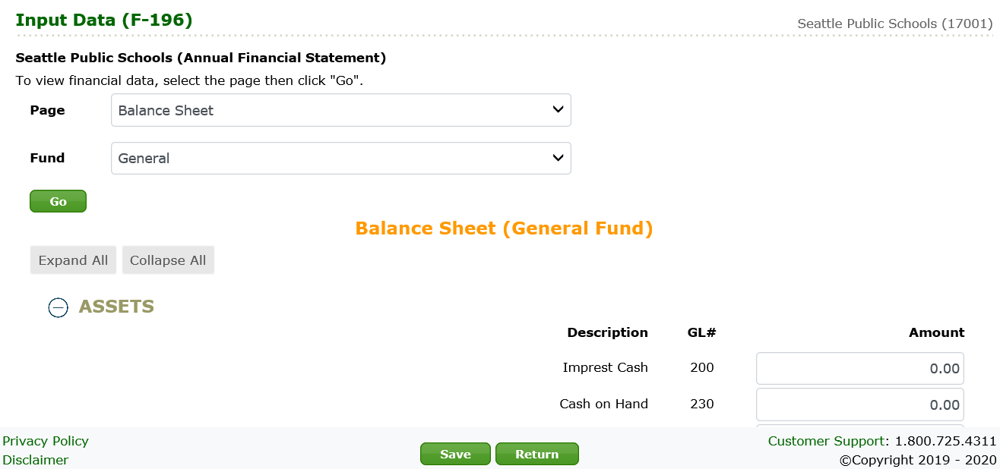 Input Data (F-196)
Seattle Public Schools (17001)
Seattle Public Schools (Annual Financial Statement)
To view financial data, select the page then click "Go".
Page Balance Sheet
Fund General
Go
Balance Sheet (General Fund)
Expand All Collapse All
ASSETS
Description GL# Amount
Imprest Cash 200 0.00
Cash on Hand 230 0.00
Privacy Policy
Disclaimer
Save Return
Customer Support: 1.800.725.4311
©Copyright 2019 - 2020